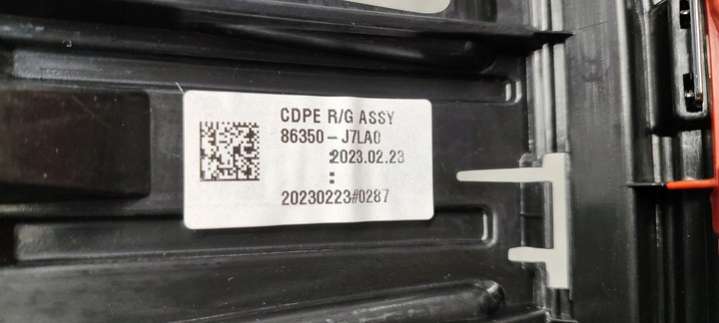 CDPE R/G ASSY
86350-J7LA0
:2023.02.23
:
20230223#0287